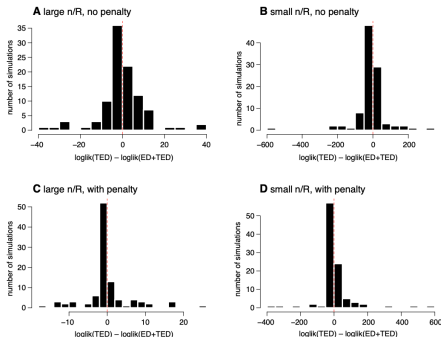 A large n/R, no penalty
number of simulations
35
30
25
20
15
10
5
0
−40 −20 0 20 40
loglik(TED) − loglik(ED+TED)
B small n/R, no penalty
number of simulations
40
30
20
10
0
−600 −400 −200 0 200
loglik(TED) − loglik(ED+TED)
C large n/R, with penalty
number of simulations
50
40
30
20
10
0
−10 0 10 20
loglik(TED) − loglik(ED+TED)
D small n/R, with penalty
number of simulations
50
40
30
20
10
0
−400 −200 0 200 400 600
loglik(TED) − loglik(ED+TED)